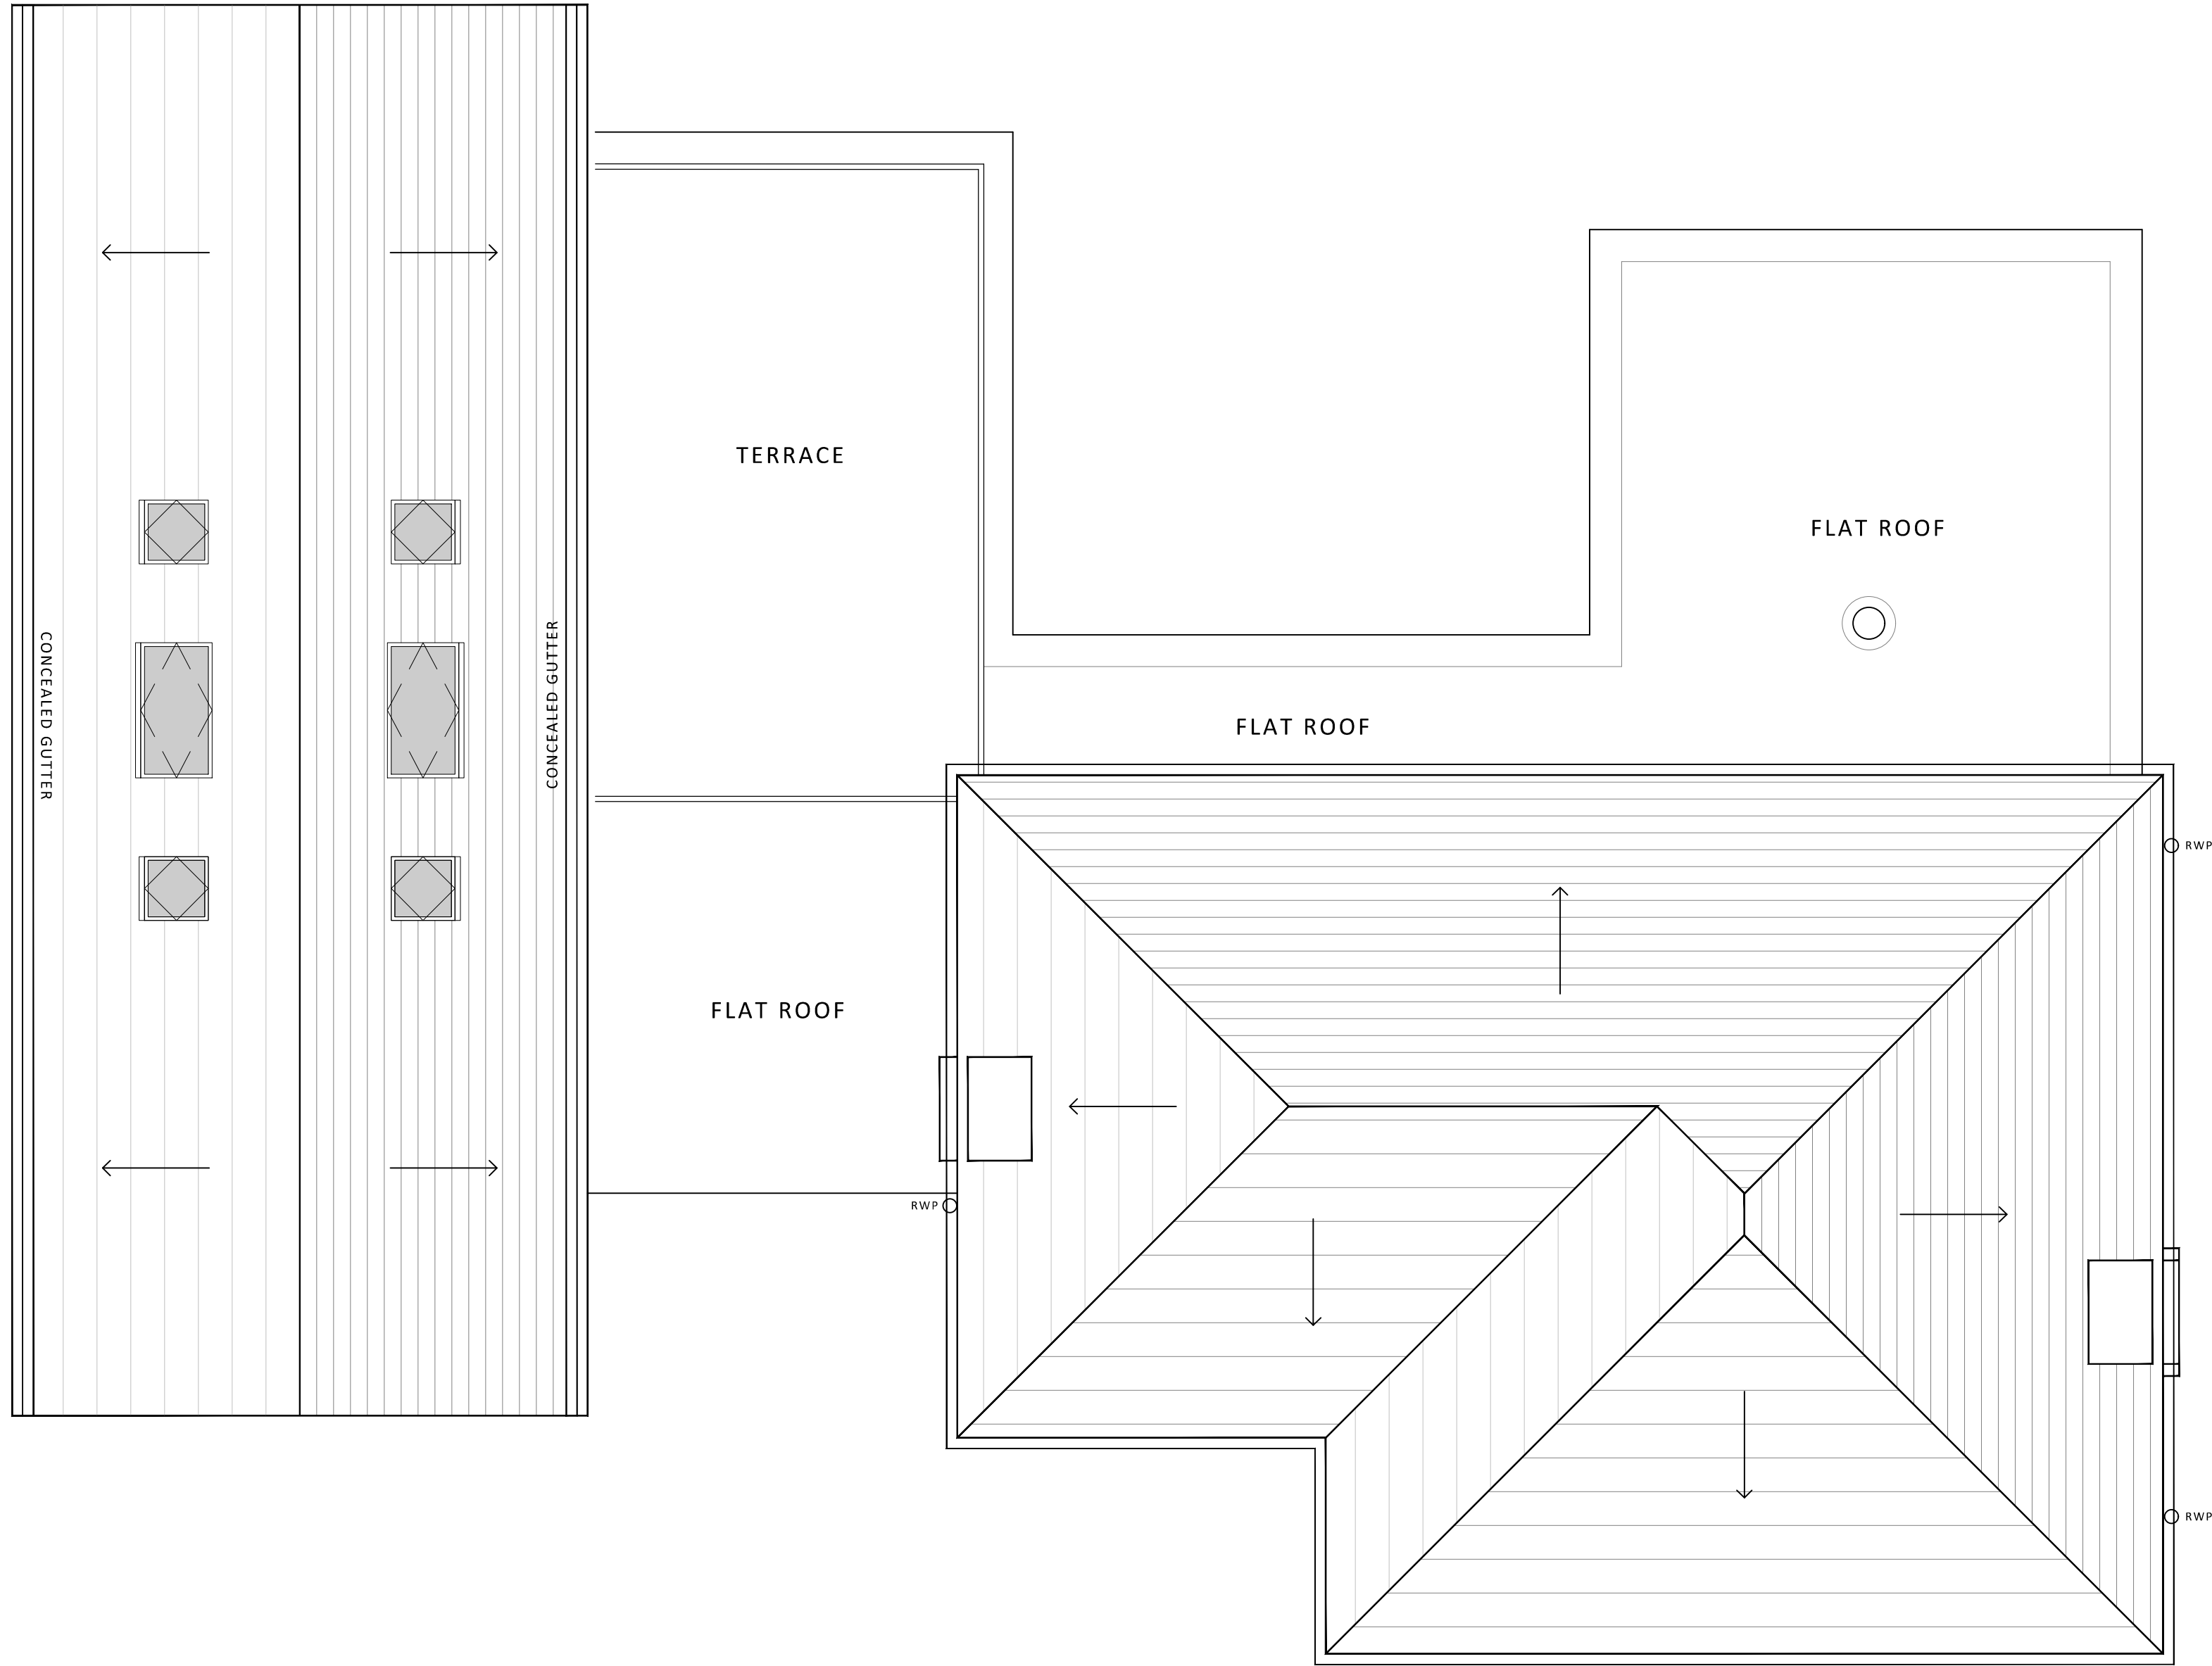 TERRACE
FLAT ROOF
CONCEALED GUTTER
CONCEALED GUTTER
FLAT ROOF
RWP
FLAT ROOF
RWP
RWP